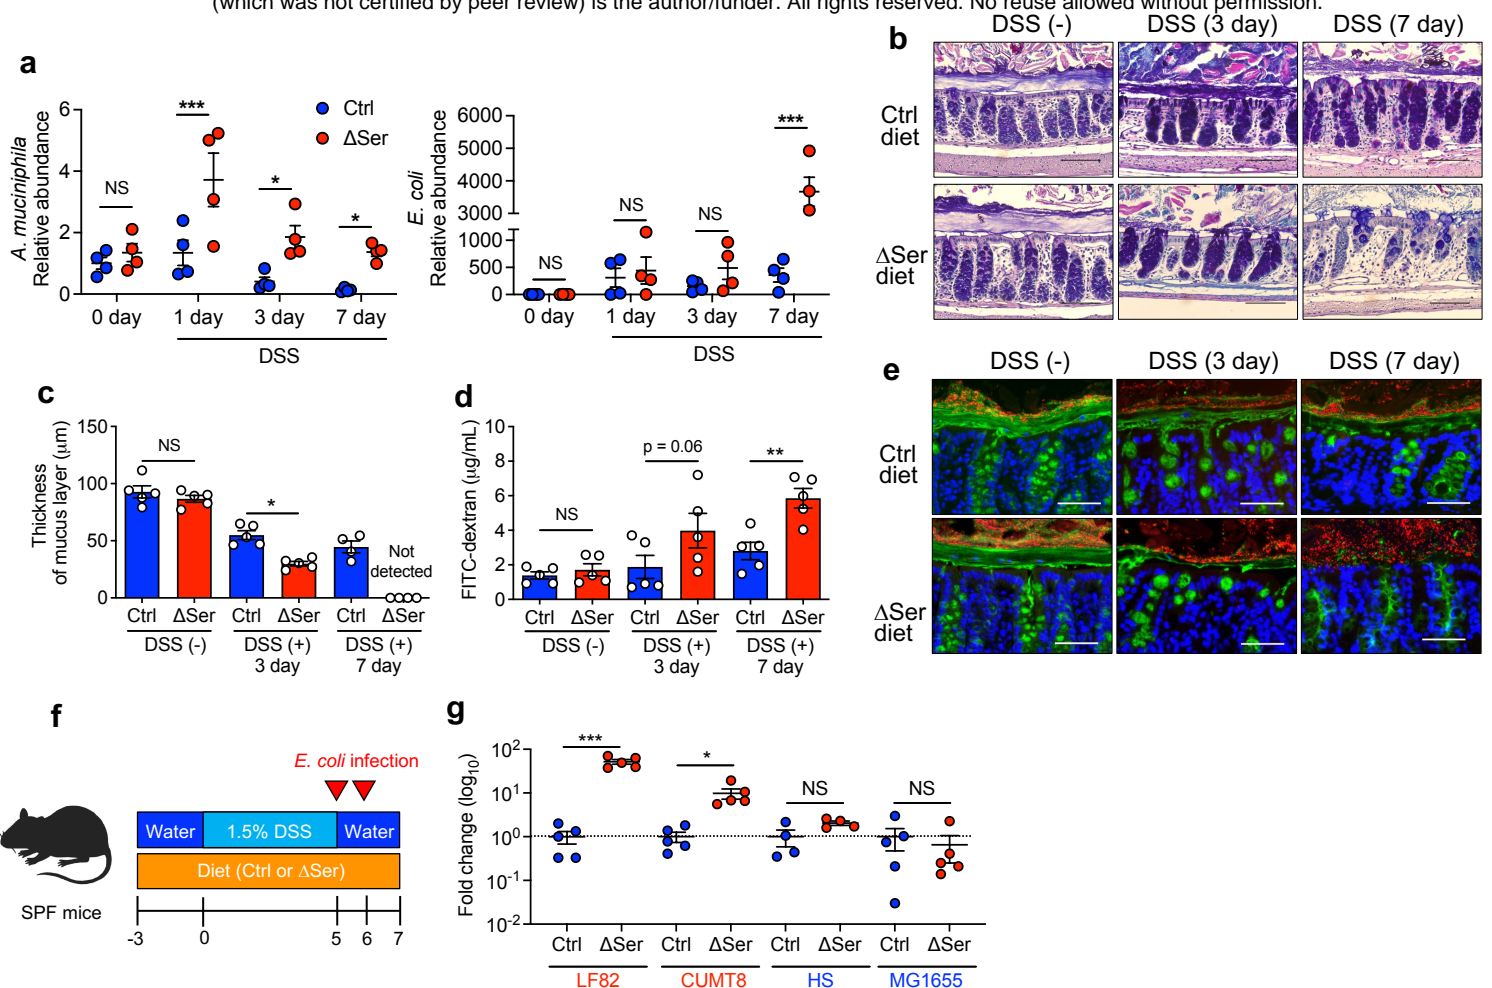 (which was not certified by peer review) is the author/funder. All rights reserved. No reuse allowed without permission.
a
A. muciniphila
Relative abundance
6
4
2
0
NS
***
*
*
Ctrl
ΔSer
0 day
1 day
3 day
7 day
DSS
E. coli
Relative abundance
6000
5000
4000
3000
1000
500
0
NS
NS
NS
***
0 day
1 day
3 day
7 day
DSS
b
DSS (-)
DSS (3 day)
DSS (7 day)
Ctrl
diet
ΔSer
diet
c
Thickness
of mucus layer (µm)
150
100
50
0
NS
*
Not
detected
Ctrl
ΔSer
Ctrl
ΔSer
Ctrl
ΔSer
DSS (-)
DSS (+)
3 day
DSS (+)
7 day
d
FITC-dextran (µg/mL)
10
8
6
4
2
0
NS
p = 0.06
**
Ctrl
ΔSer
Ctrl
ΔSer
Ctrl
ΔSer
DSS (-)
DSS (+)
3 day
DSS (+)
7 day
e
DSS (-)
DSS (3 day)
DSS (7 day)
Ctrl
diet
ΔSer
diet
f
E. coli infection
Water
1.5% DSS
Water
Diet (Ctrl or ΔSer)
SPF mice
-3
0
5
6
7
g
Fold change (log10)
10²
10¹
10⁰
10⁻¹
10⁻²
***
*
NS
NS
Ctrl
ΔSer
Ctrl
ΔSer
Ctrl
ΔSer
Ctrl
ΔSer
LF82
CUMT8
HS
MG1655